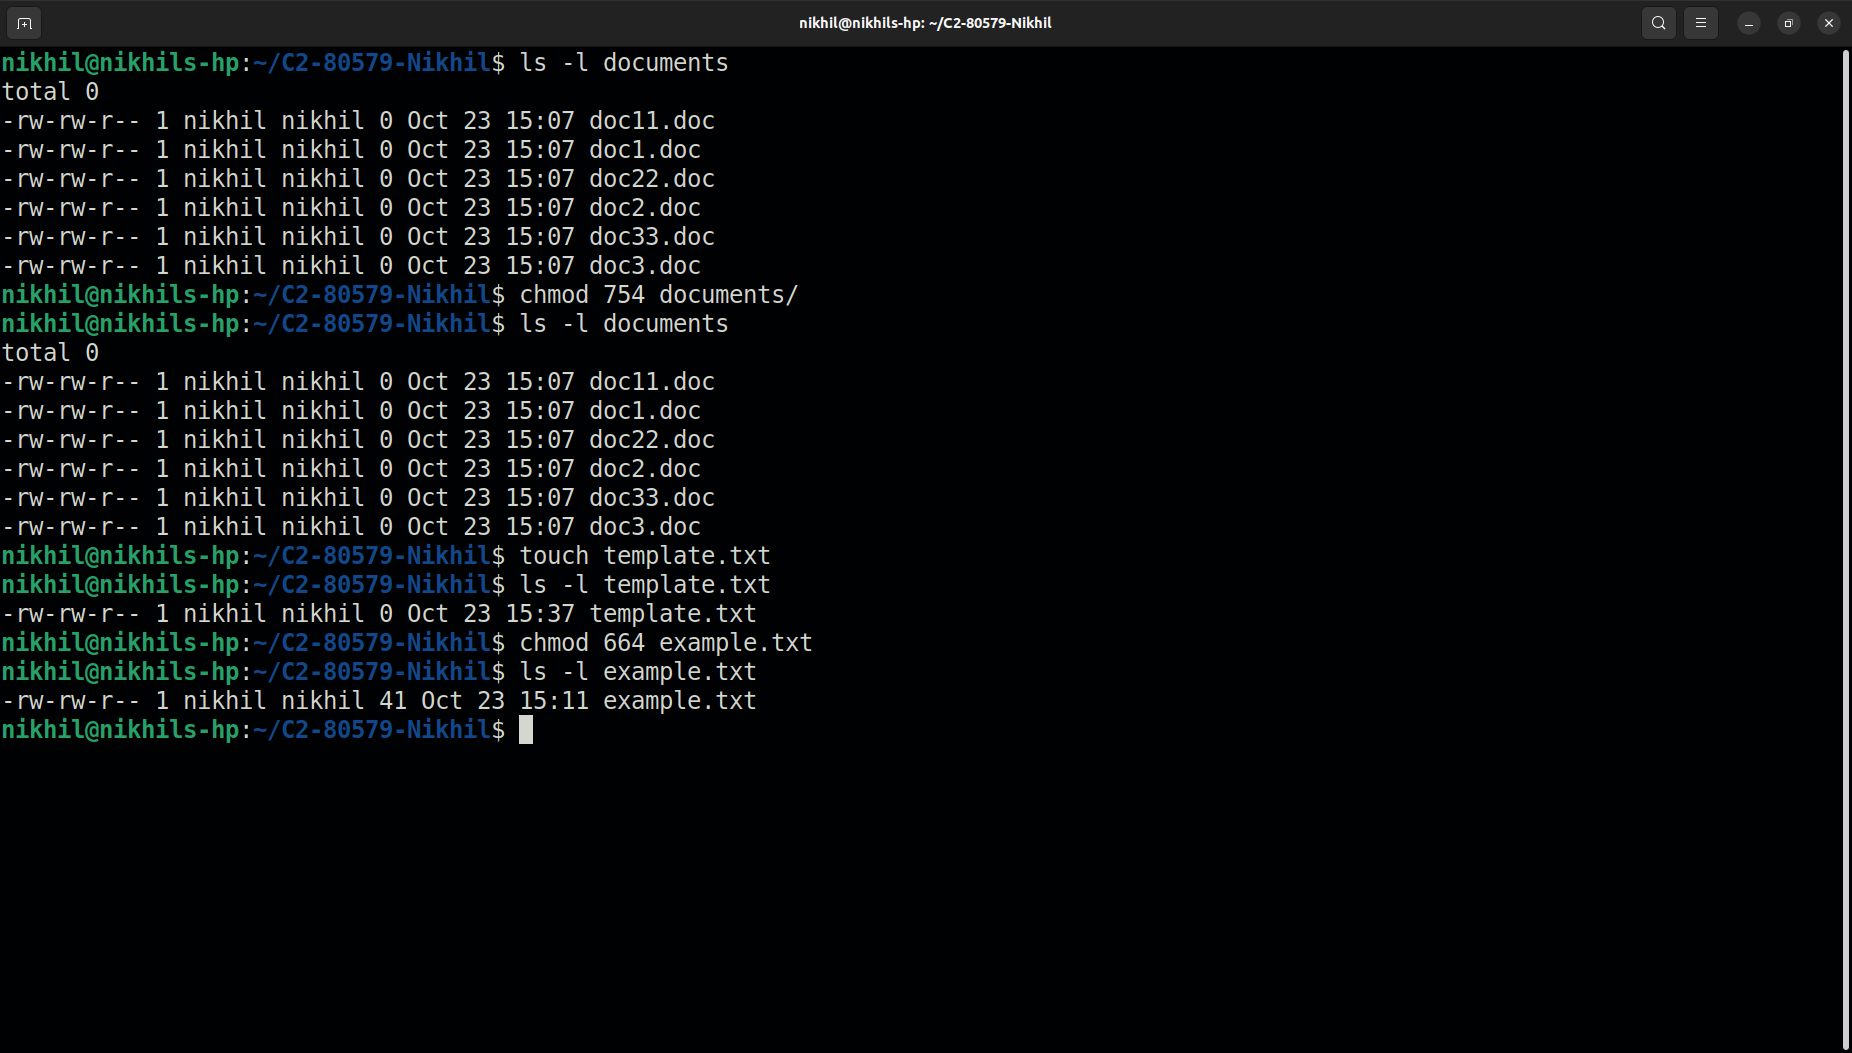 nikhil@nikhils-hp: ~/C2-80579-Nikhil
nikhil@nikhils-hp:~/C2-80579-Nikhil$ ls -l documents
total 0
-rw-rw-r-- 1 nikhil nikhil 0 Oct 23 15:07 doc11.doc
-rw-rw-r-- 1 nikhil nikhil 0 Oct 23 15:07 doc1.doc
-rw-rw-r-- 1 nikhil nikhil 0 Oct 23 15:07 doc22.doc
-rw-rw-r-- 1 nikhil nikhil 0 Oct 23 15:07 doc2.doc
-rw-rw-r-- 1 nikhil nikhil 0 Oct 23 15:07 doc33.doc
-rw-rw-r-- 1 nikhil nikhil 0 Oct 23 15:07 doc3.doc
nikhil@nikhils-hp:~/C2-80579-Nikhil$ chmod 754 documents/
nikhil@nikhils-hp:~/C2-80579-Nikhil$ ls -l documents
total 0
-rw-rw-r-- 1 nikhil nikhil 0 Oct 23 15:07 doc11.doc
-rw-rw-r-- 1 nikhil nikhil 0 Oct 23 15:07 doc1.doc
-rw-rw-r-- 1 nikhil nikhil 0 Oct 23 15:07 doc22.doc
-rw-rw-r-- 1 nikhil nikhil 0 Oct 23 15:07 doc2.doc
-rw-rw-r-- 1 nikhil nikhil 0 Oct 23 15:07 doc33.doc
-rw-rw-r-- 1 nikhil nikhil 0 Oct 23 15:07 doc3.doc
nikhil@nikhils-hp:~/C2-80579-Nikhil$ touch template.txt
nikhil@nikhils-hp:~/C2-80579-Nikhil$ ls -l template.txt
-rw-rw-r-- 1 nikhil nikhil 0 Oct 23 15:37 template.txt
nikhil@nikhils-hp:~/C2-80579-Nikhil$ chmod 664 example.txt
nikhil@nikhils-hp:~/C2-80579-Nikhil$ ls -l example.txt
-rw-rw-r-- 1 nikhil nikhil 41 Oct 23 15:11 example.txt
nikhil@nikhils-hp:~/C2-80579-Nikhil$